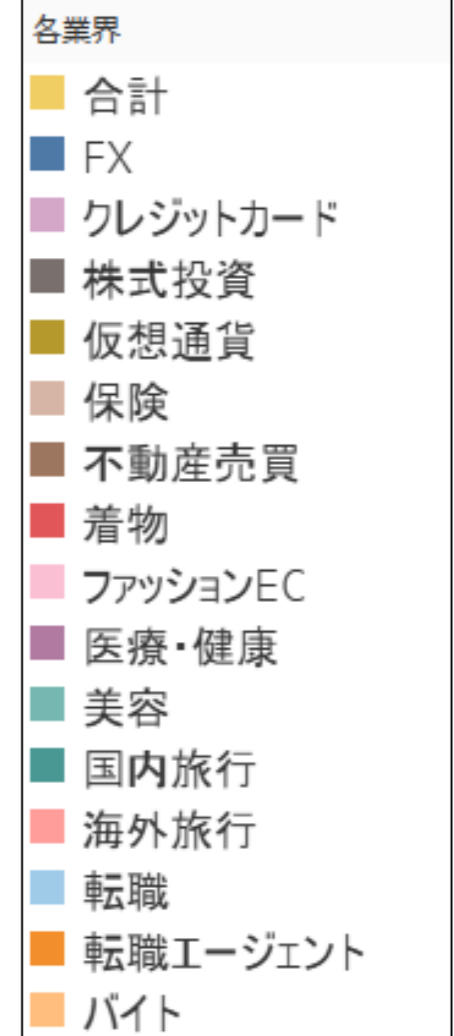 各業界
合計
FX
クレジットカード
株式投資
仮想通貨
保険
不動産売買
着物
ファッションEC
医療・健康
美容
国内旅行
海外旅行
転職
転職エージェント
バイト